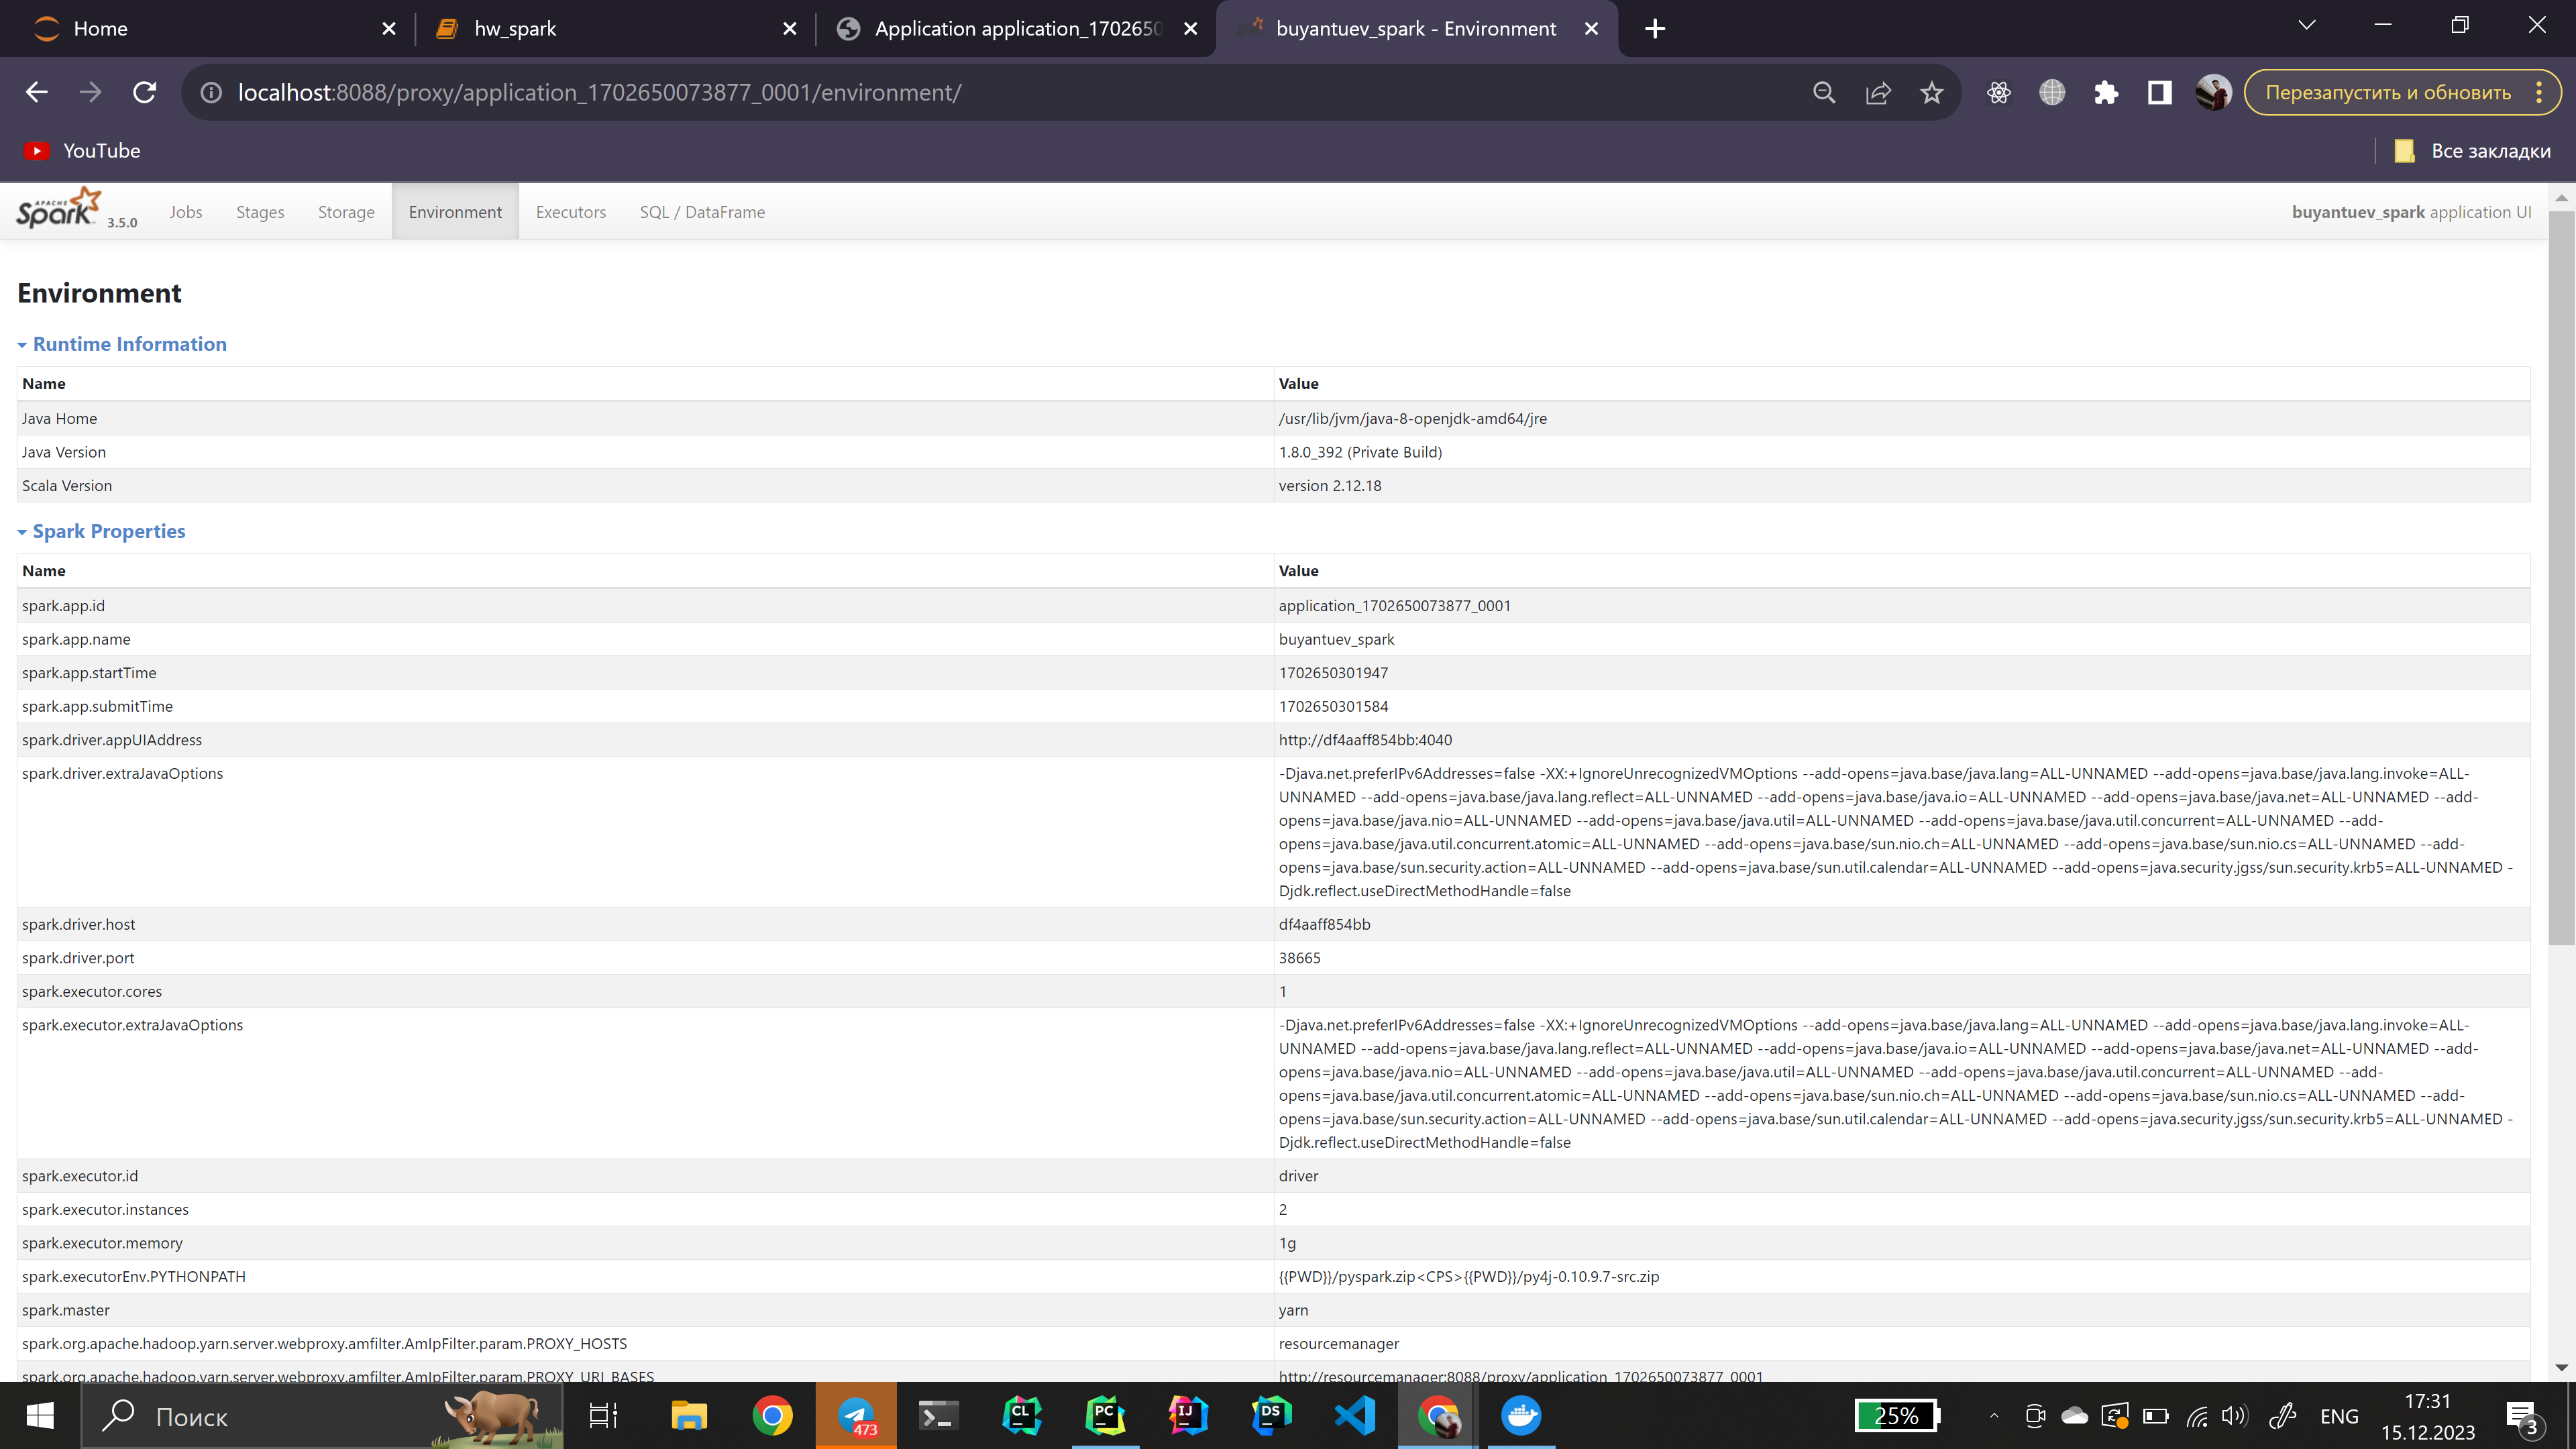 Home
hw_spark
Application application_1702650
buyantuev_spark - Environment
localhost:8088/proxy/application_1702650073877_0001/environment/
Перезапустить и обновить
YouTube
Все закладки
APACHE
Spark 3.5.0
Jobs
Stages
Storage
Environment
Executors
SQL / DataFrame
buyantuev_spark application UI
Environment
Runtime Information
Name Value
Java Home /usr/lib/jvm/java-8-openjdk-amd64/jre
Java Version 1.8.0_392 (Private Build)
Scala Version version 2.12.18
Spark Properties
Name Value
spark.app.id application_1702650073877_0001
spark.app.name buyantuev_spark
spark.app.startTime 1702650301947
spark.app.submitTime 1702650301584
spark.driver.appUIAddress http://df4aaff854bb:4040
spark.driver.extraJavaOptions -Djava.net.preferIPv6Addresses=false -XX:+IgnoreUnrecognizedVMOptions --add-opens=java.base/java.lang=ALL-UNNAMED --add-opens=java.base/java.lang.invoke=ALL-
UNNAMED --add-opens=java.base/java.lang.reflect=ALL-UNNAMED --add-opens=java.base/java.io=ALL-UNNAMED --add-opens=java.base/java.net=ALL-UNNAMED --add-
opens=java.base/java.nio=ALL-UNNAMED --add-opens=java.base/java.util=ALL-UNNAMED --add-opens=java.base/java.util.concurrent=ALL-UNNAMED --add-
opens=java.base/java.util.concurrent.atomic=ALL-UNNAMED --add-opens=java.base/sun.nio.ch=ALL-UNNAMED --add-opens=java.base/sun.nio.cs=ALL-UNNAMED --add-
opens=java.base/sun.security.action=ALL-UNNAMED --add-opens=java.base/sun.util.calendar=ALL-UNNAMED --add-opens=java.security.jgss/sun.security.krb5=ALL-UNNAMED -
Djdk.reflect.useDirectMethodHandle=false
spark.driver.host df4aaff854bb
spark.driver.port 38665
spark.executor.cores 1
spark.executor.extraJavaOptions -Djava.net.preferIPv6Addresses=false -XX:+IgnoreUnrecognizedVMOptions --add-opens=java.base/java.lang=ALL-UNNAMED --add-opens=java.base/java.lang.invoke=ALL-
UNNAMED --add-opens=java.base/java.lang.reflect=ALL-UNNAMED --add-opens=java.base/java.io=ALL-UNNAMED --add-opens=java.base/java.net=ALL-UNNAMED --add-
opens=java.base/java.nio=ALL-UNNAMED --add-opens=java.base/java.util=ALL-UNNAMED --add-opens=java.base/java.util.concurrent=ALL-UNNAMED --add-
opens=java.base/java.util.concurrent.atomic=ALL-UNNAMED --add-opens=java.base/sun.nio.ch=ALL-UNNAMED --add-opens=java.base/sun.nio.cs=ALL-UNNAMED --add-
opens=java.base/sun.security.action=ALL-UNNAMED --add-opens=java.base/sun.util.calendar=ALL-UNNAMED --add-opens=java.security.jgss/sun.security.krb5=ALL-UNNAMED -
Djdk.reflect.useDirectMethodHandle=false
spark.executor.id driver
spark.executor.instances 2
spark.executor.memory 1g
spark.executorEnv.PYTHONPATH {{PWD}}/pyspark.zip<CPS>{{PWD}}/py4j-0.10.9.7-src.zip
spark.master yarn
spark.org.apache.hadoop.yarn.server.webproxy.amfilter.AmIpFilter.param.PROXY_HOSTS resourcemanager
spark.org.apache.hadoop.yarn.server.webproxy.amfilter.AmIpFilter.param.PROXY_URI_BASES http://resourcemanager:8088/proxy/application_1702650073877_0001
Поиск
473
CL
PC
IJ
DS
25%
ENG
17:31
15.12.2023
3